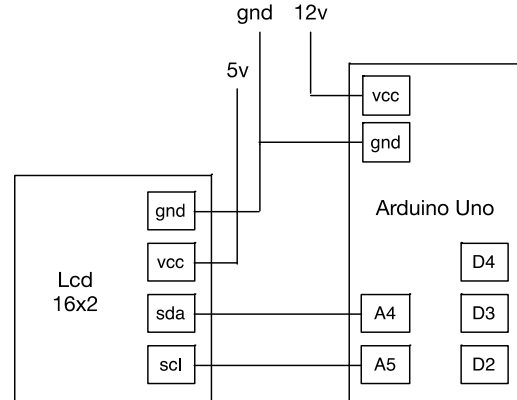 gnd 12v
5v
vcc
gnd
gnd
Arduino Uno
vcc
D4
Lcd
16x2
sda
A4
D3
scl
A5
D2